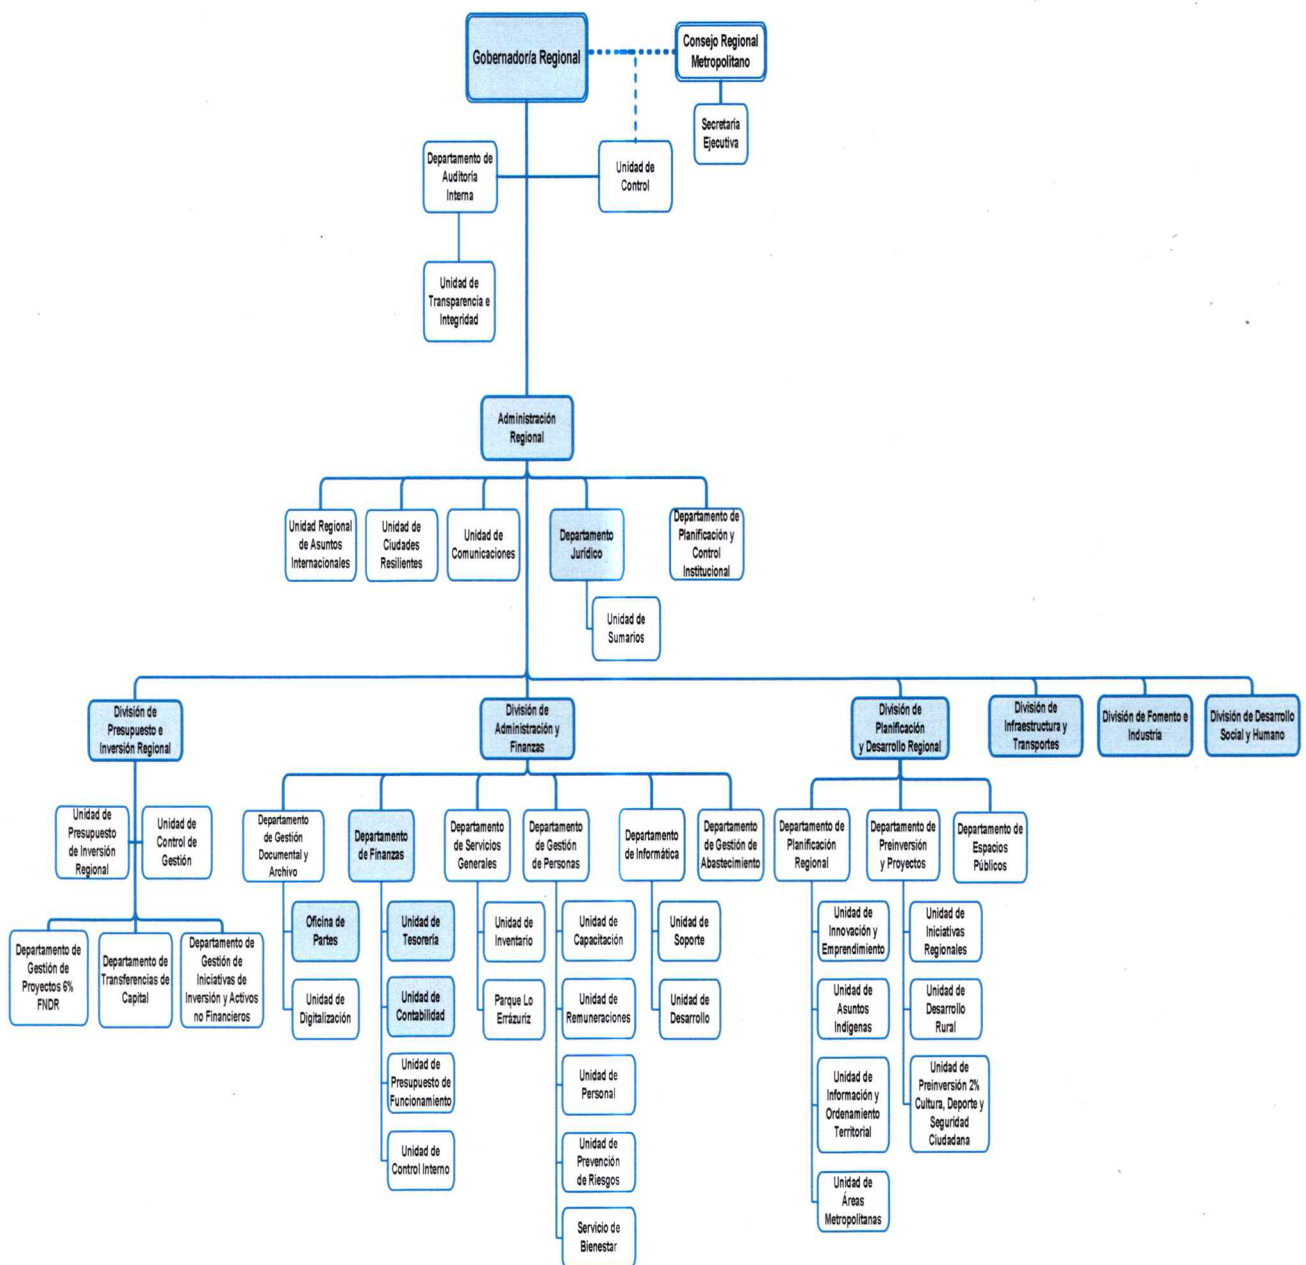 Gobernador/a Regional
Consejo Regional
Metropolitano
Secretaría
Ejecutiva
Departamento de
Auditoría
Interna
Unidad de
Control
Unidad de
Transparencia e
Integridad
Administración
Regional
Unidad Regional
de Asuntos
Internacionales
Unidad de
Ciudades
Resilientes
Unidad de
Comunicaciones
Departamento
Jurídico
Departamento de
Planificación y
Control
Institucional
Unidad de
Sumarios
División de
Presupuesto e
Inversión Regional
División de
Administración y
Finanzas
División de
Planificación
y Desarrollo Regional
División de
Infraestructura y
Transportes
División de Fomento e
Industria
División de Desarrollo
Social y Humano
Unidad de
Presupuesto
de Inversión
Regional
Unidad de
Control de
Gestión
Departamento de
Gestión de
Proyectos 6%
FNDR
Departamento de
Transferencias de
Capital
Departamento de
Gestión de
Iniciativas de
Inversión y Activos
no Financieros
Departamento
de Gestión
Documental y
Archivo
Departamento
de Finanzas
Departamento
de Servicios
Generales
Departamento
de Gestión
de Personas
Departamento
de Informática
Departamento
de Gestión de
Abastecimiento
Departamento de
Planificación
Regional
Departamento de
Preinversión
y Proyectos
Departamento de
Espacios
Públicos
Oficina de
Partes
Unidad de
Digitalización
Unidad de
Tesorería
Unidad de
Contabilidad
Unidad de
Presupuesto de
Funcionamiento
Unidad de
Control Interno
Unidad de
Inventario
Parque Lo
Errázuriz
Unidad de
Capacitación
Unidad de
Remuneraciones
Unidad de
Personal
Unidad de
Prevención
de Riesgos
Servicio de
Bienestar
Unidad de
Soporte
Unidad de
Desarrollo
Unidad de
Innovación y
Emprendimiento
Unidad de
Asuntos
Indígenas
Unidad de
Información y
Ordenamiento
Territorial
Unidad de
Áreas
Metropolitanas
Unidad de
Iniciativas
Regionales
Unidad de
Desarrollo
Rural
Unidad de
Preinversión 2%
Cultura, Deporte y
Seguridad
Ciudadana